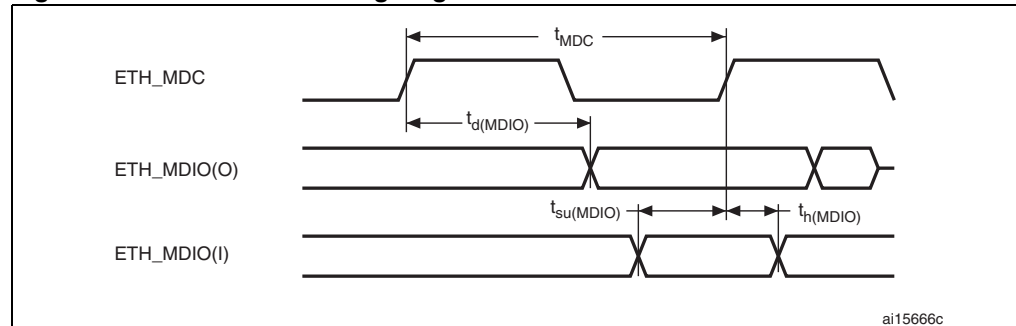 t_MDC
ETH_MDC
t_d(MDIO)
ETH_MDIO(O)
t_su(MDIO)
t_h(MDIO)
ETH_MDIO(I)
ai15666c